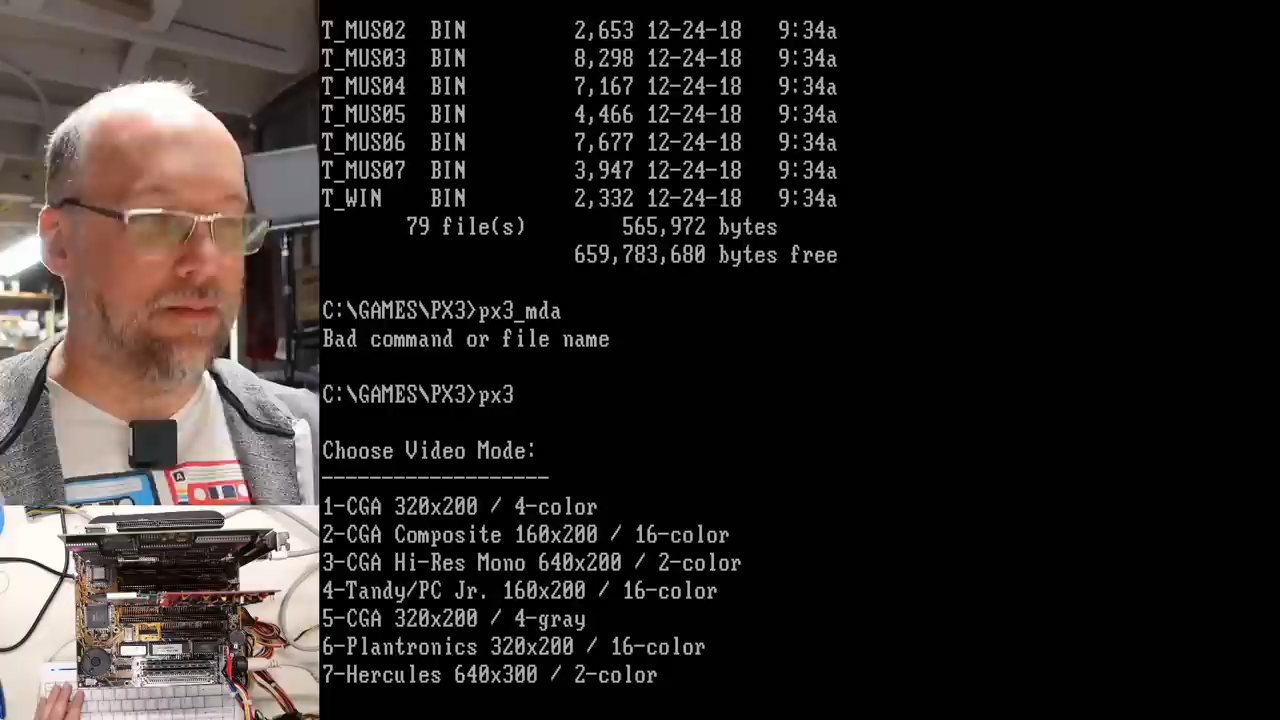 T_MUS02 BIN 2,653 12-24-18 9:34a
T_MUS03 BIN 8,298 12-24-18 9:34a
T_MUS04 BIN 7,167 12-24-18 9:34a
T_MUS05 BIN 4,466 12-24-18 9:34a
T_MUS06 BIN 7,677 12-24-18 9:34a
T_MUS07 BIN 3,947 12-24-18 9:34a
T_WIN BIN 2,332 12-24-18 9:34a
79 file(s) 565,972 bytes
659,783,680 bytes free
C:\GAMES\PX3>px3_mda
Bad command or file name
C:\GAMES\PX3>px3
Choose Video Mode:
-------------------
1-CGA 320x200 / 4-color
2-CGA Composite 160x200 / 16-color
3-CGA Hi-Res Mono 640x200 / 2-color
4-Tandy/PC Jr. 160x200 / 16-color
5-CGA 320x200 / 4-gray
6-Plantronics 320x200 / 16-color
7-Hercules 640x300 / 2-color
A